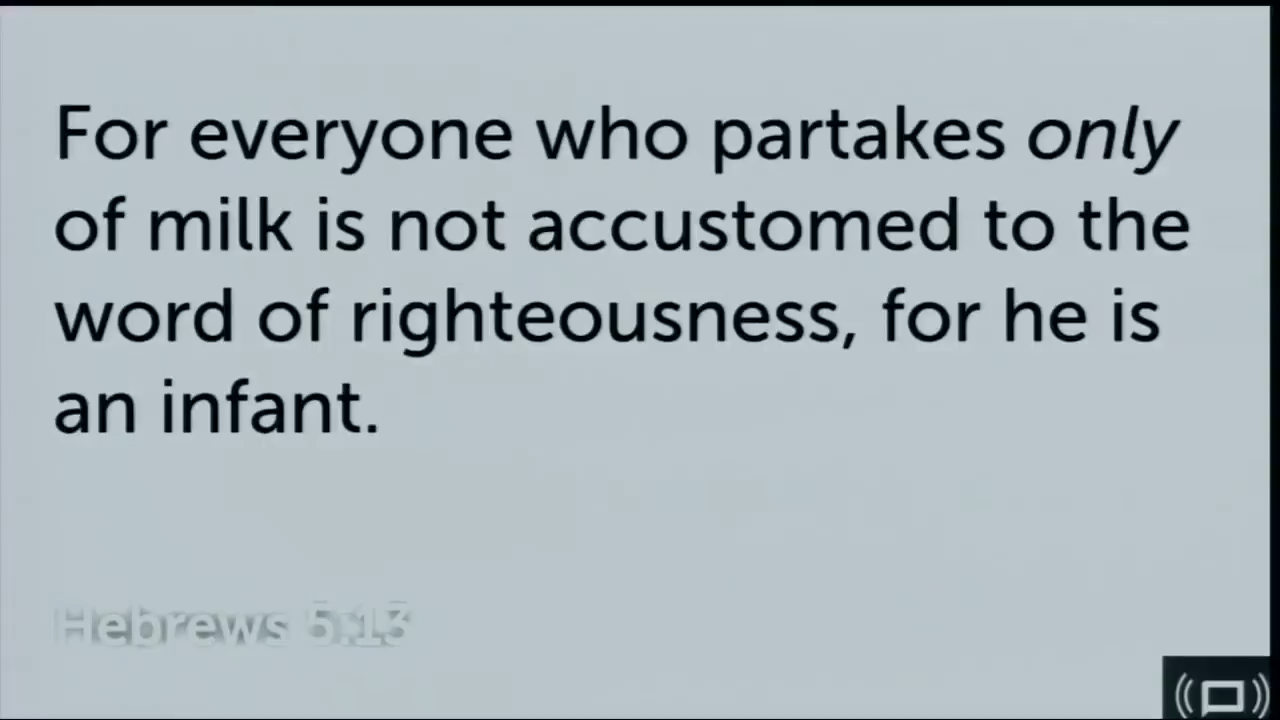 For everyone who partakes only
of milk is not accustomed to the
word of righteousness, for he is
an infant.
Hebrews 5:13